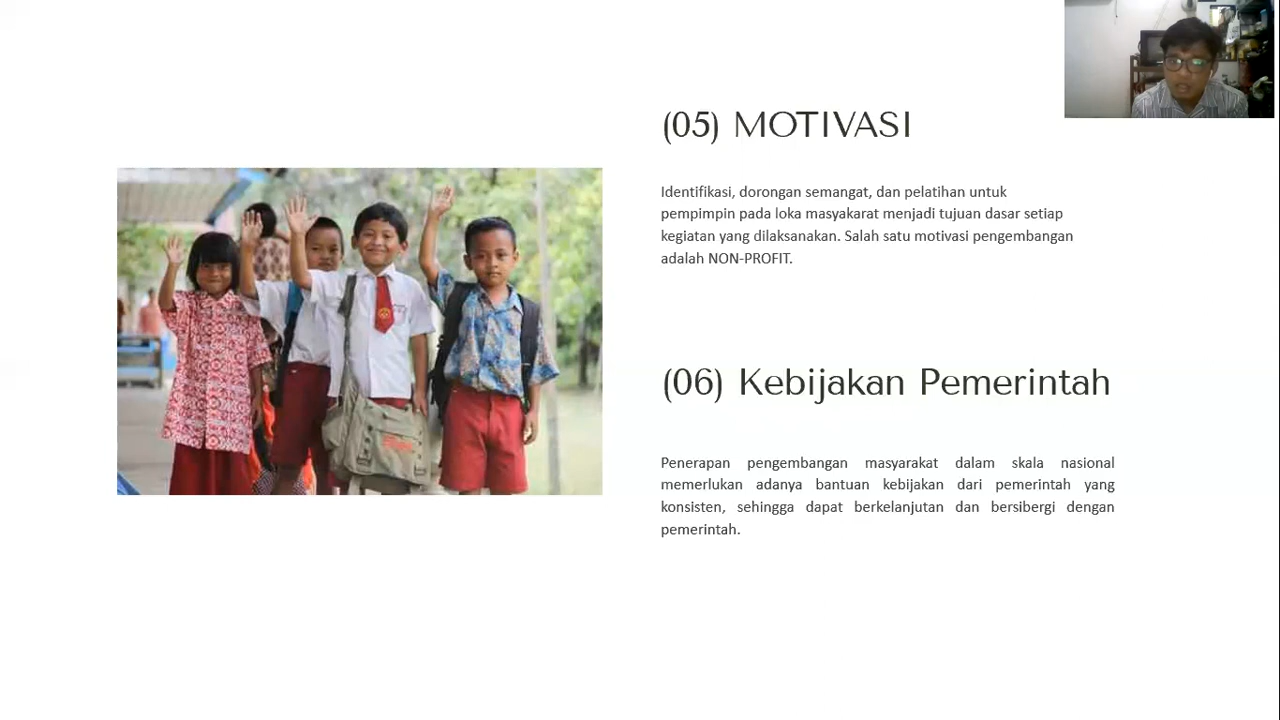 (05) MOTIVASI
Identifikasi, dorongan semangat, dan pelatihan untuk
pempimpin pada loka masyakarat menjadi tujuan dasar setiap
kegiatan yang dilaksanakan. Salah satu motivasi pengembangan
adalah NON-PROFIT.
(06) Kebijakan Pemerintah
Penerapan pengembangan masyarakat dalam skala nasional
memerlukan adanya bantuan kebijakan dari pemerintah yang
konsisten, sehingga dapat berkelanjutan dan bersibergi dengan
pemerintah.